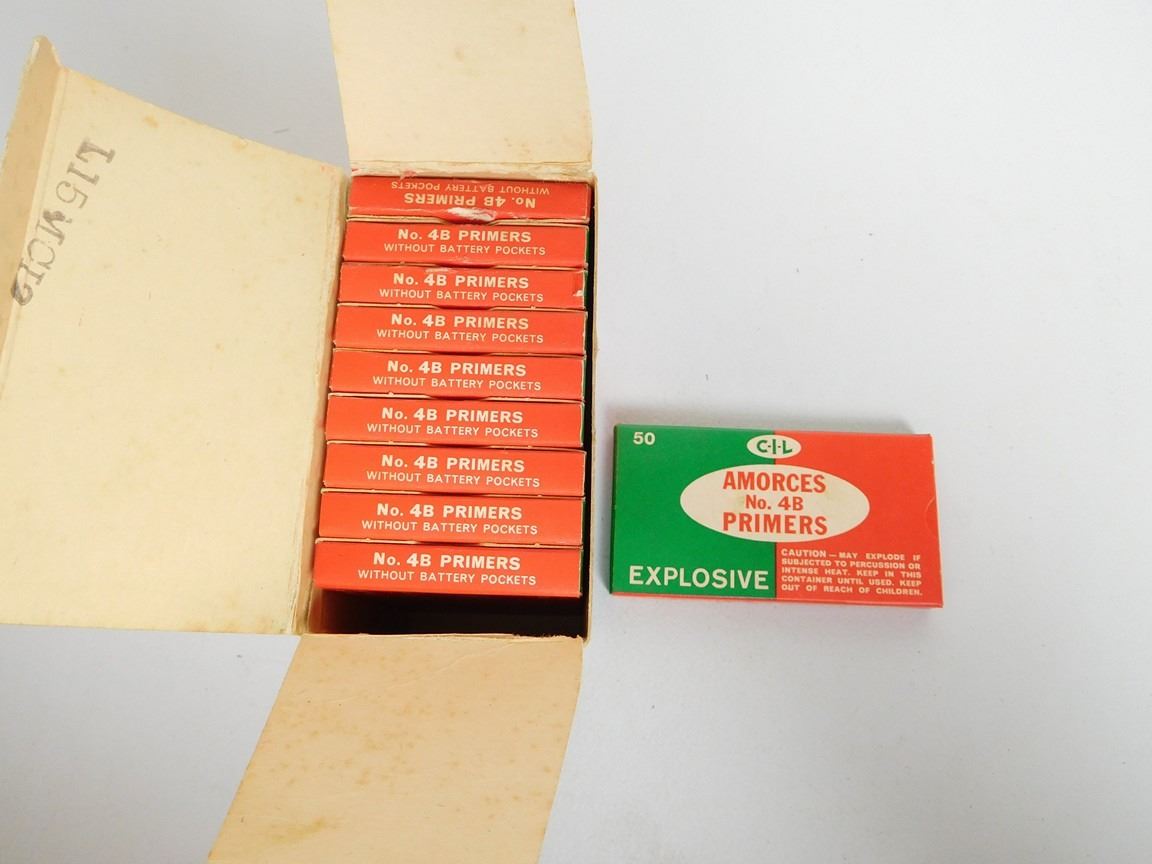 L15MC12
No. 4B PRIMERS
WITHOUT BATTERY POCKETS
No. 4B PRIMERS
WITHOUT BATTERY POCKETS
No. 4B PRIMERS
WITHOUT BATTERY POCKETS
No. 4B PRIMERS
WITHOUT BATTERY POCKETS
No. 4B PRIMERS
WITHOUT BATTERY POCKETS
No. 4B PRIMERS
WITHOUT BATTERY POCKETS
No. 4B PRIMERS
WITHOUT BATTERY POCKETS
No. 4B PRIMERS
WITHOUT BATTERY POCKETS
No. 4B PRIMERS
WITHOUT BATTERY POCKETS
50
C-I-L
AMORCES
No. 4B
PRIMERS
EXPLOSIVE
CAUTION — MAY EXPLODE IF
SUBJECTED TO PERCUSSION OR
INTENSE HEAT. KEEP IN THIS
CONTAINER UNTIL USED. KEEP
OUT OF REACH OF CHILDREN.